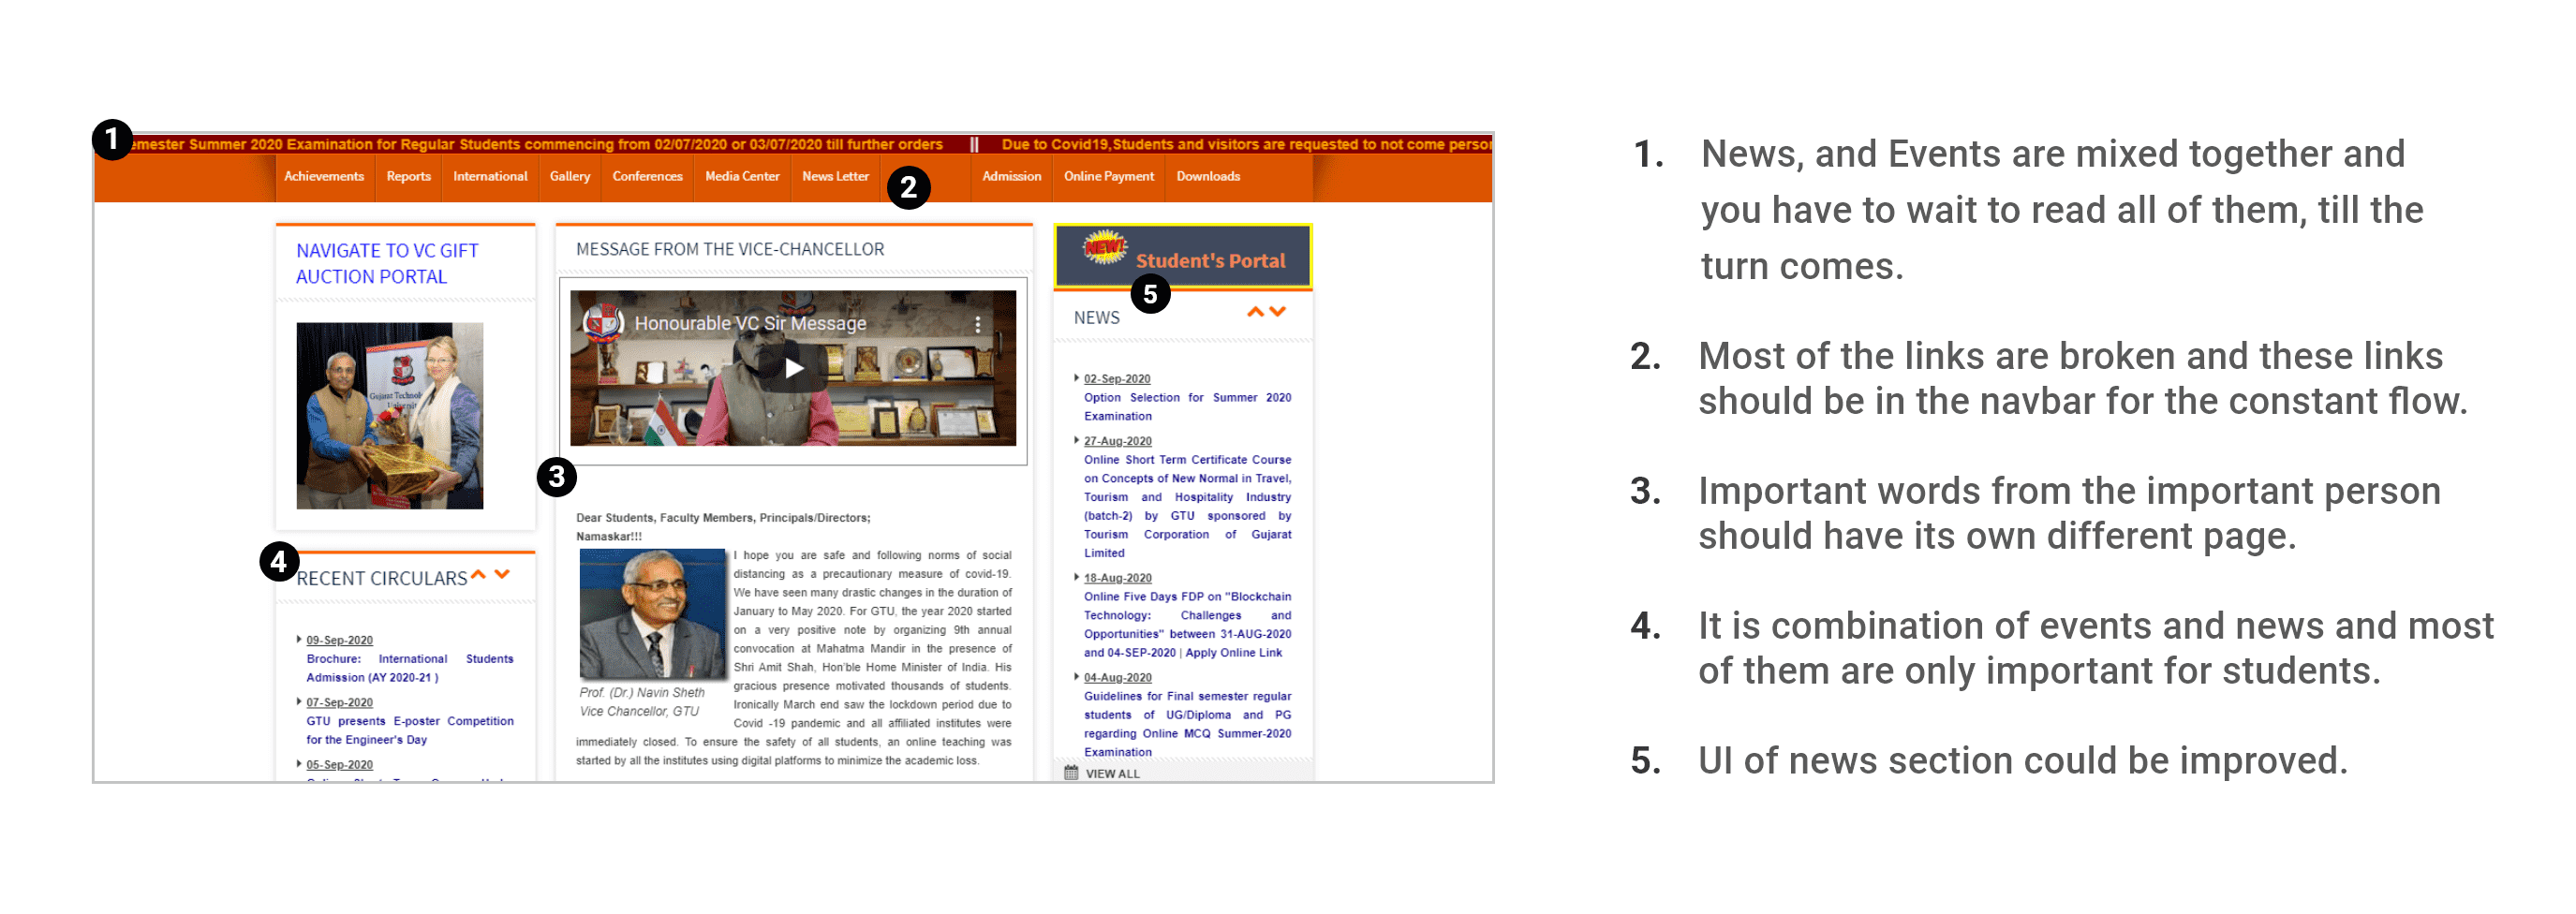 1
emester Summer 2020 Examination for Regular Students commencing from 02/07/2020 or 03/07/2020 till further orders || Due to Covid19,Students and visitors are requested to not come person
Achievements Reports International Gallery Conferences Media Center News Letter Admission Online Payment Downloads
2
NAVIGATE TO VC GIFT
AUCTION PORTAL
4
RECENT CIRCULARS
09-Sep-2020
Brochure: International Students
Admission (AY 2020-21 )
07-Sep-2020
GTU presents E-poster Competition
for the Engineer's Day
05-Sep-2020
MESSAGE FROM THE VICE-CHANCELLOR
Honourable VC Sir Message
3
Dear Students, Faculty Members, Principals/Directors;
Namaskar!!!
I hope you are safe and following norms of social
distancing as a precautionary measure of covid-19.
We have seen many drastic changes in the duration of
January to May 2020. For GTU, the year 2020 started
on a very positive note by organizing 9th annual
convocation at Mahatma Mandir in the presence of
Shri Amit Shah, Hon'ble Home Minister of India. His
gracious presence motivated thousands of students.
Ironically March end saw the lockdown period due to
Covid -19 pandemic and all affiliated institutes were
immediately closed. To ensure the safety of all students, an online teaching was
started by all the institutes using digital platforms to minimize the academic loss.
Prof. (Dr.) Navin Sheth
Vice Chancellor, GTU
NEW!
Student's Portal
5
NEWS
02-Sep-2020
Option Selection for Summer 2020
Examination
27-Aug-2020
Online Short Term Certificate Course
on Concepts of New Normal in Travel,
Tourism and Hospitality Industry
(batch-2) by GTU sponsored by
Tourism Corporation of Gujarat
Limited
18-Aug-2020
Online Five Days FDP on "Blockchain
Technology: Challenges and
Opportunities" between 31-AUG-2020
and 04-SEP-2020 | Apply Online Link
04-Aug-2020
Guidelines for Final semester regular
students of UG/Diploma and PG
regarding Online MCQ Summer-2020
Examination
VIEW ALL
1. News, and Events are mixed together and
you have to wait to read all of them, till the
turn comes.
2. Most of the links are broken and these links
should be in the navbar for the constant flow.
3. Important words from the important person
should have its own different page.
4. It is combination of events and news and most
of them are only important for students.
5. UI of news section could be improved.